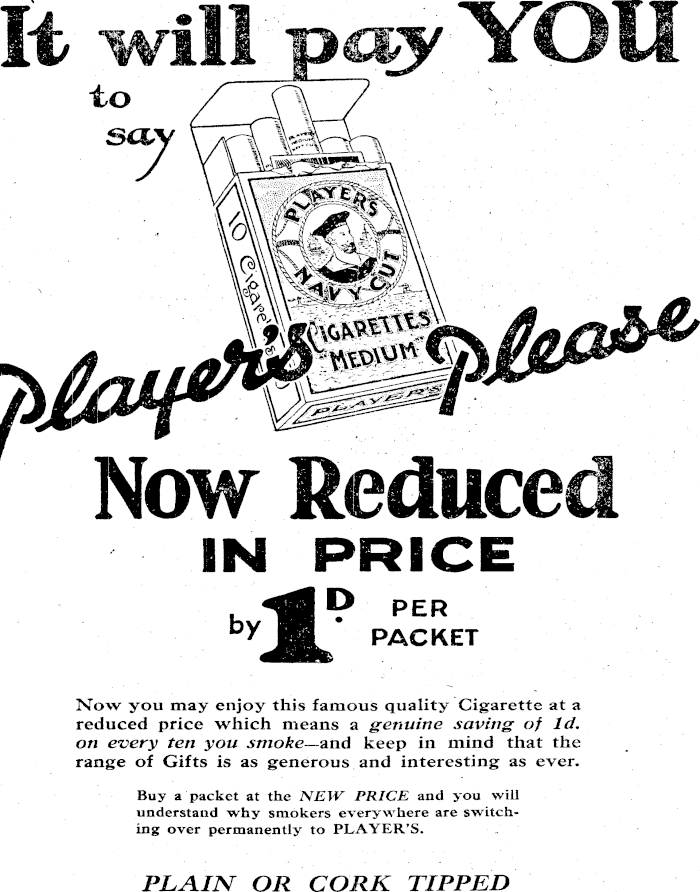 It will pay YOU
to
say
PLAYER'S
NAVY CUT
10 Cigarettes
CIGARETTES
"MEDIUM"
PLAYER'S
Player's Please
Now Reduced
IN PRICE
by 1D. PER
PACKET
Now you may enjoy this famous quality Cigarette at a
reduced price which means a genuine saving of 1d.
on every ten you smoke—and keep in mind that the
range of Gifts is as generous and interesting as ever.
Buy a packet at the NEW PRICE and you will
understand why smokers everywhere are switch-
ing over permanently to PLAYER'S.
PLAIN OR CORK TIPPED